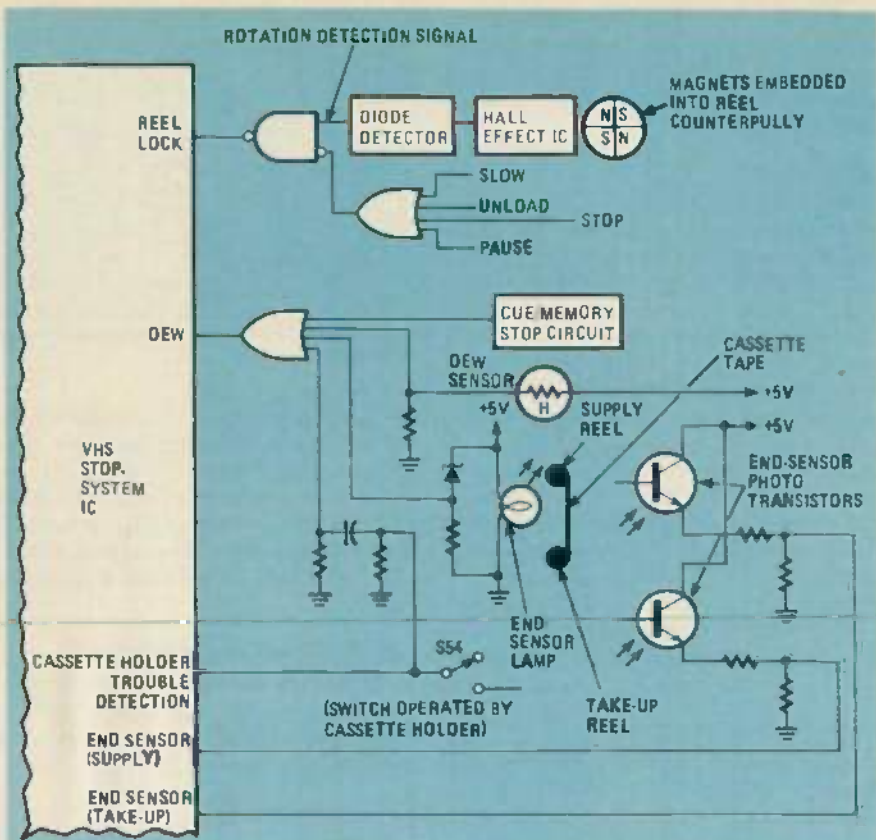 ROTATION DETECTION SIGNAL
MAGNETS EMBEDDED
INTO REEL
COUNTERPULLY
REEL
LOCK
DIODE
DETECTOR
HALL
EFFECT IC
N S
S N
SLOW
UNLOAD
STOP
PAUSE
DEW
CUE MEMORY
STOP CIRCUIT
CASSETTE
TAPE
DEW
SENSOR
H
+5V
+5V
SUPPLY
REEL
+5V
VHS
STOP-
SYSTEM
IC
END-SENSOR
PHOTO
TRANSISTORS
END
SENSOR
LAMP
CASSETTE HOLDER
TROUBLE
DETECTION
S54
(SWITCH OPERATED BY
CASSETTE HOLDER)
TAKE-UP
REEL
END SENSOR
(SUPPLY)
END SENSOR
(TAKE-UP)